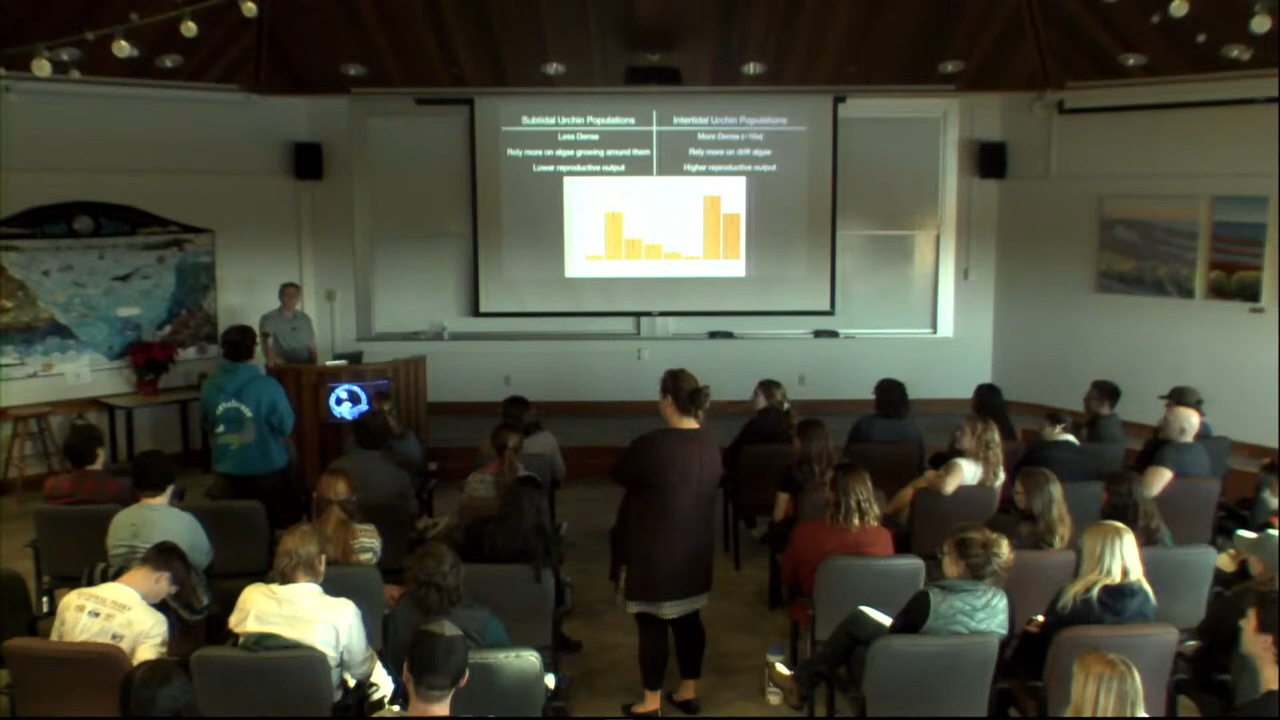 Subtidal Urchin Populations
Intertidal Urchin Populations
Less Dense
More Dense (~10x)
Rely more on algae growing around them
Rely more on drift algae
Lower reproductive output
Higher reproductive output